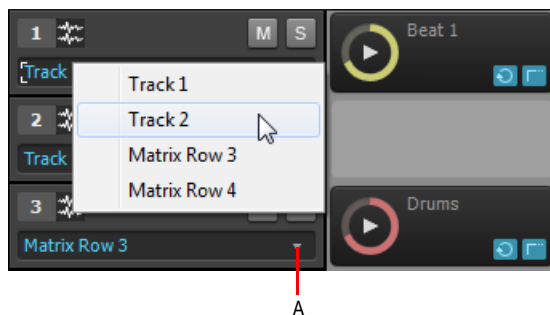 1 M S Beat 1
Track
Track 1
2 Track 2
Track Matrix Row 3
Matrix Row 4
3 Drums
Matrix Row 3
A